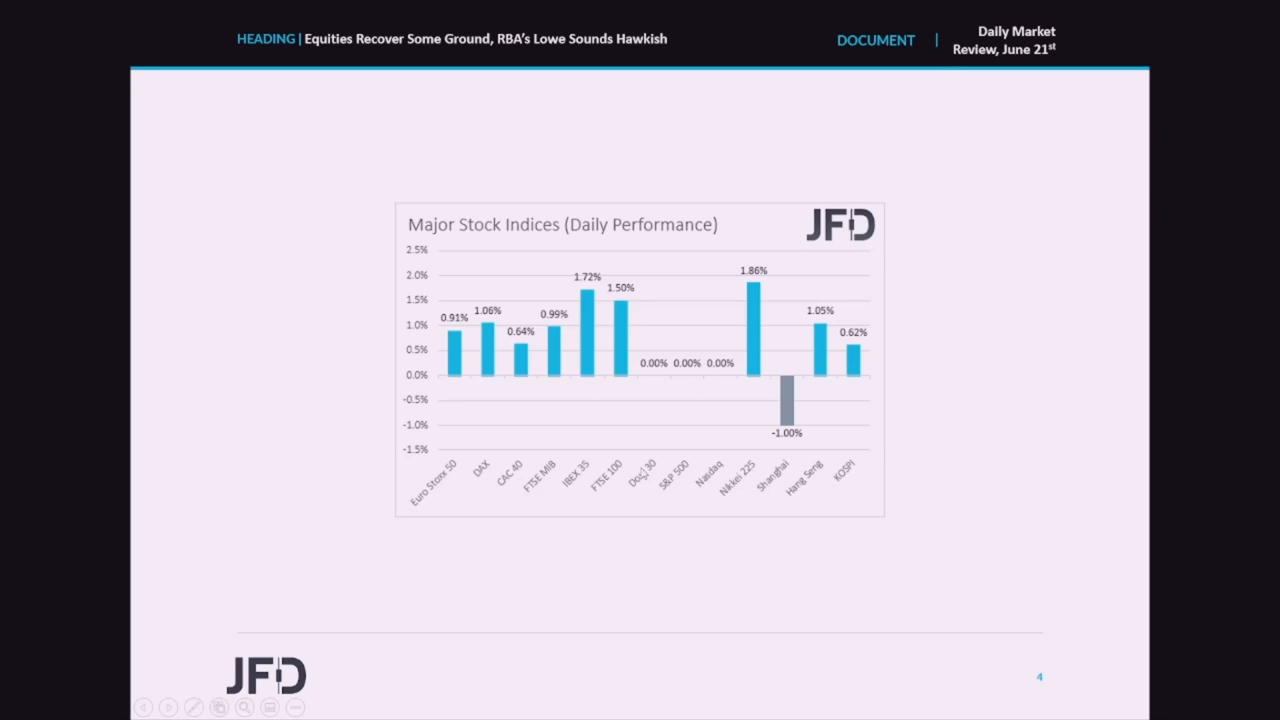 HEADING | Equities Recover Some Ground, RBA's Lowe Sounds Hawkish
DOCUMENT | Daily Market
Review, June 21st
Major Stock Indices (Daily Performance)
JFD
2.5%
2.0%
1.5%
1.0%
0.5%
0.0%
-0.5%
-1.0%
-1.5%
0.91%
1.06%
0.64%
0.99%
1.72%
1.50%
0.00%
0.00%
0.00%
1.86%
-1.00%
1.05%
0.62%
Euro Stoxx 50
DAX
CAC 40
FTSE MIB
IBEX 35
FTSE 100
Dow 30
S&P 500
Nasdaq
Nikkei 225
Shanghai
Hang Seng
KOSPI
JFD
4